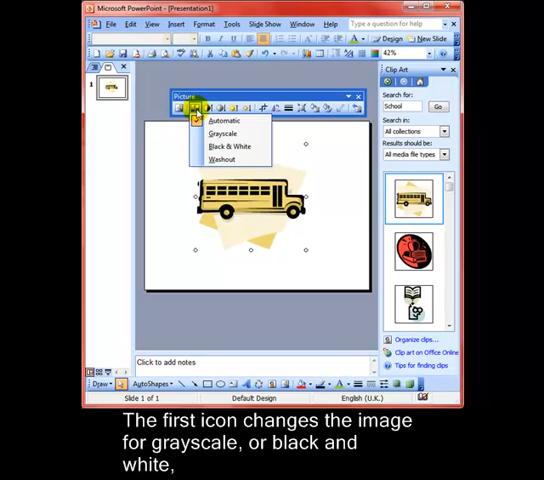 Microsoft PowerPoint - [Presentation1]
File Edit View Insert Format Tools Slide Show Window Help Type a question for help
Design New Slide
42%
Clip Art
Search for:
School Go
Search in:
All collections
Results should be:
All media file types
1
Picture
Automatic
Grayscale
Black & White
Washout
Organize clips...
Clip art on Office Online
Tips for finding clips
Click to add notes
Draw AutoShapes
Slide 1 of 1 Default Design English (U.K.)
The first icon changes the image
for grayscale, or black and
white,